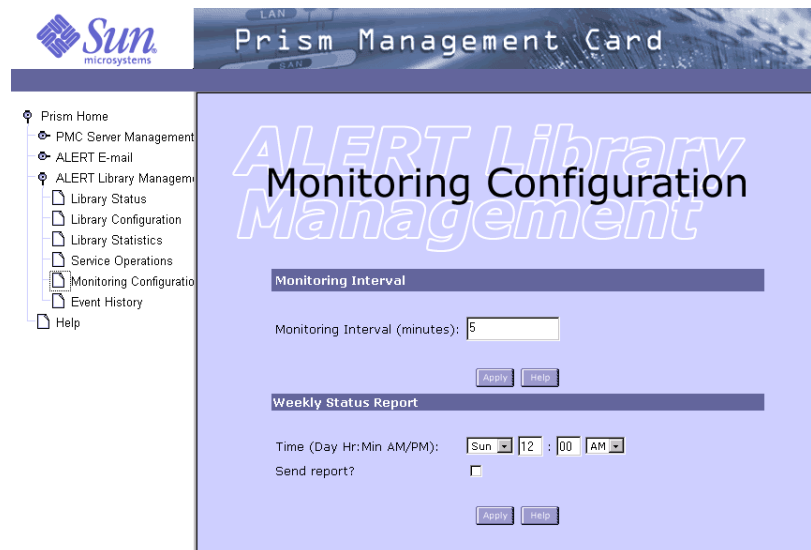 LAN
SAN
Sun
microsystems
Prism Management Card
Prism Home
PMC Server Management
ALERT E-mail
ALERT Library Managem
Library Status
Library Configuration
Library Statistics
Service Operations
Monitoring Configuratio
Event History
Help
ALERT Library
Management
Monitoring Configuration
Monitoring Interval
Monitoring Interval (minutes): 5
Apply Help
Weekly Status Report
Time (Day Hr:Min AM/PM): Sun 12 : 00 AM
Send report?
Apply Help